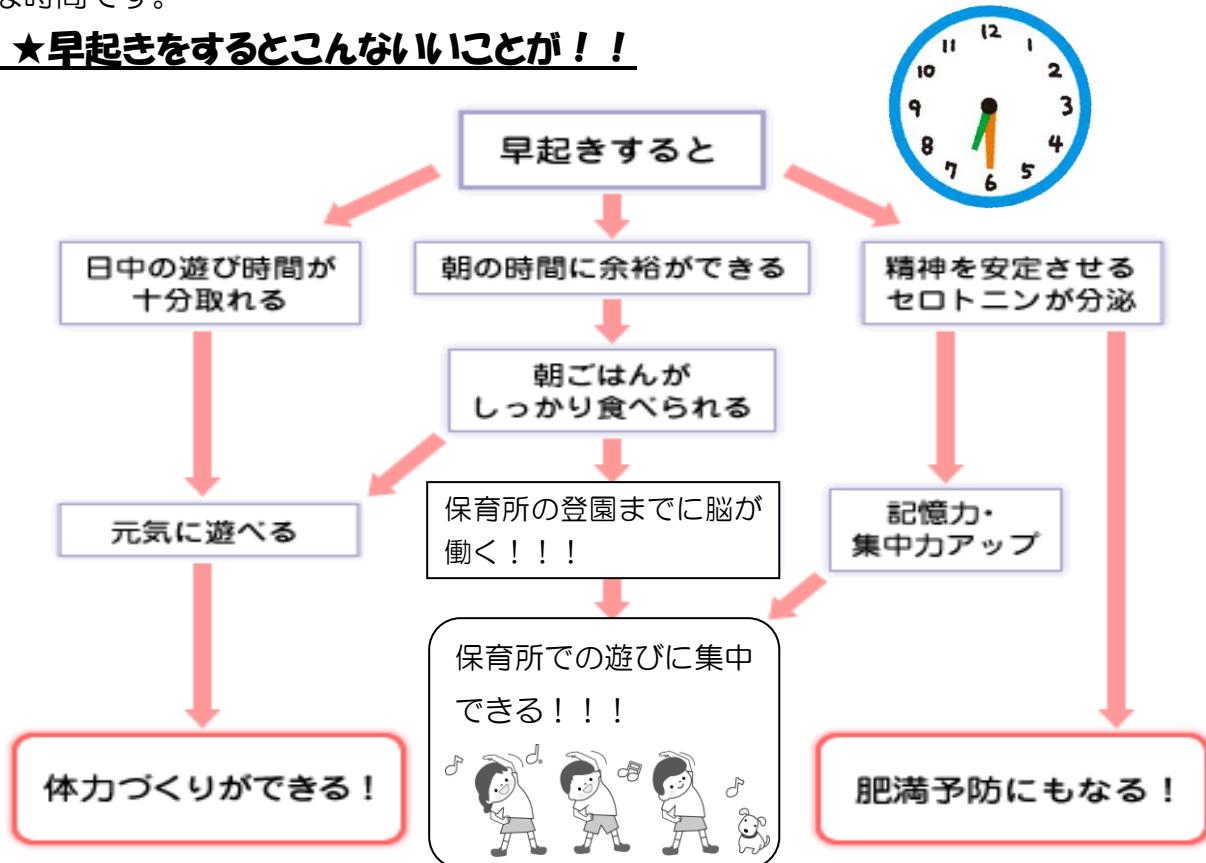 な時間です。
★早起きをするとこんないいことが！！
12
11
1
10
2
9
3
8
4
7
5
6
早起きすると
日中の遊び時間が
十分取れる
朝の時間に余裕ができる
精神を安定させる
セロトニンが分泌
朝ごはんが
しっかり食べられる
元気に遊べる
保育所の登園までに脳が
働く！！！
記憶力・
集中力アップ
保育所での遊びに集中
できる！！！
体力づくりができる！
肥満予防にもなる！